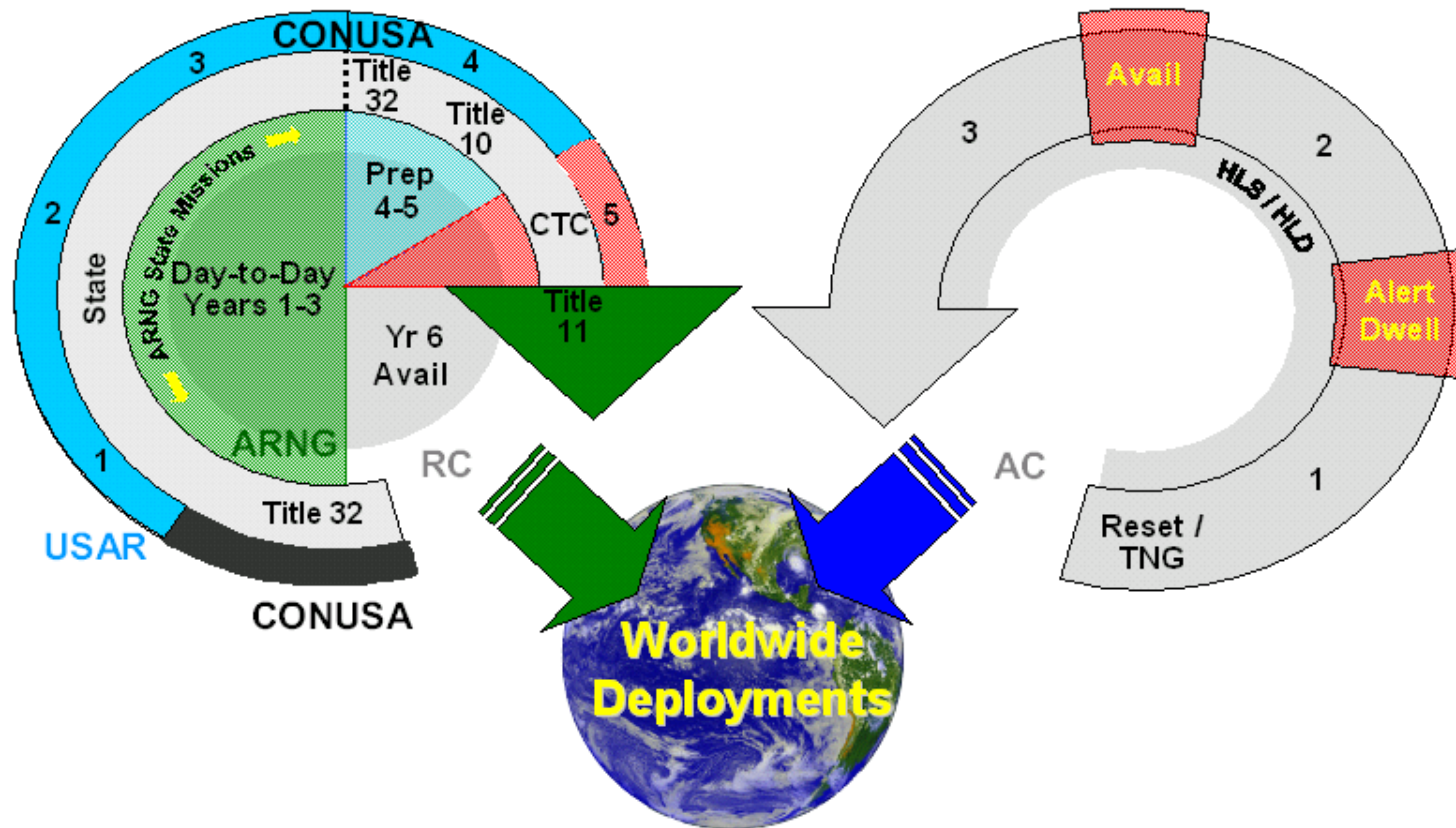 CONUSA
3
4
Title
32
Title
10
2
Prep
4-5
CTC
5
State
ARNG State Missions
Day-to-Day
Years 1-3
Title
11
Yr 6
Avail
1
ARNG
RC
Title 32
USAR
CONUSA
Avail
3
2
HLS / HLD
Alert
Dwell
AC
1
Reset /
TNG
Worldwide
Deployments